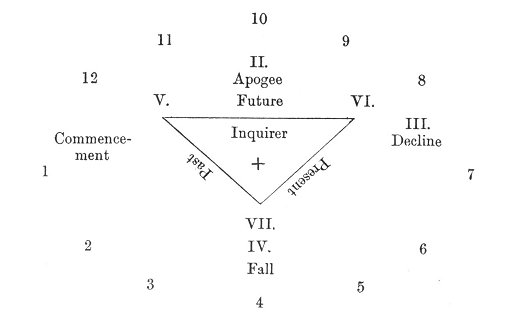 10
11
9
II.
Apogee
12
8
V.
Future
VI.
III.
Commence-
ment
Inquirer
Decline
+
Past
Present
1
7
VII.
2
IV.
6
Fall
3
5
4